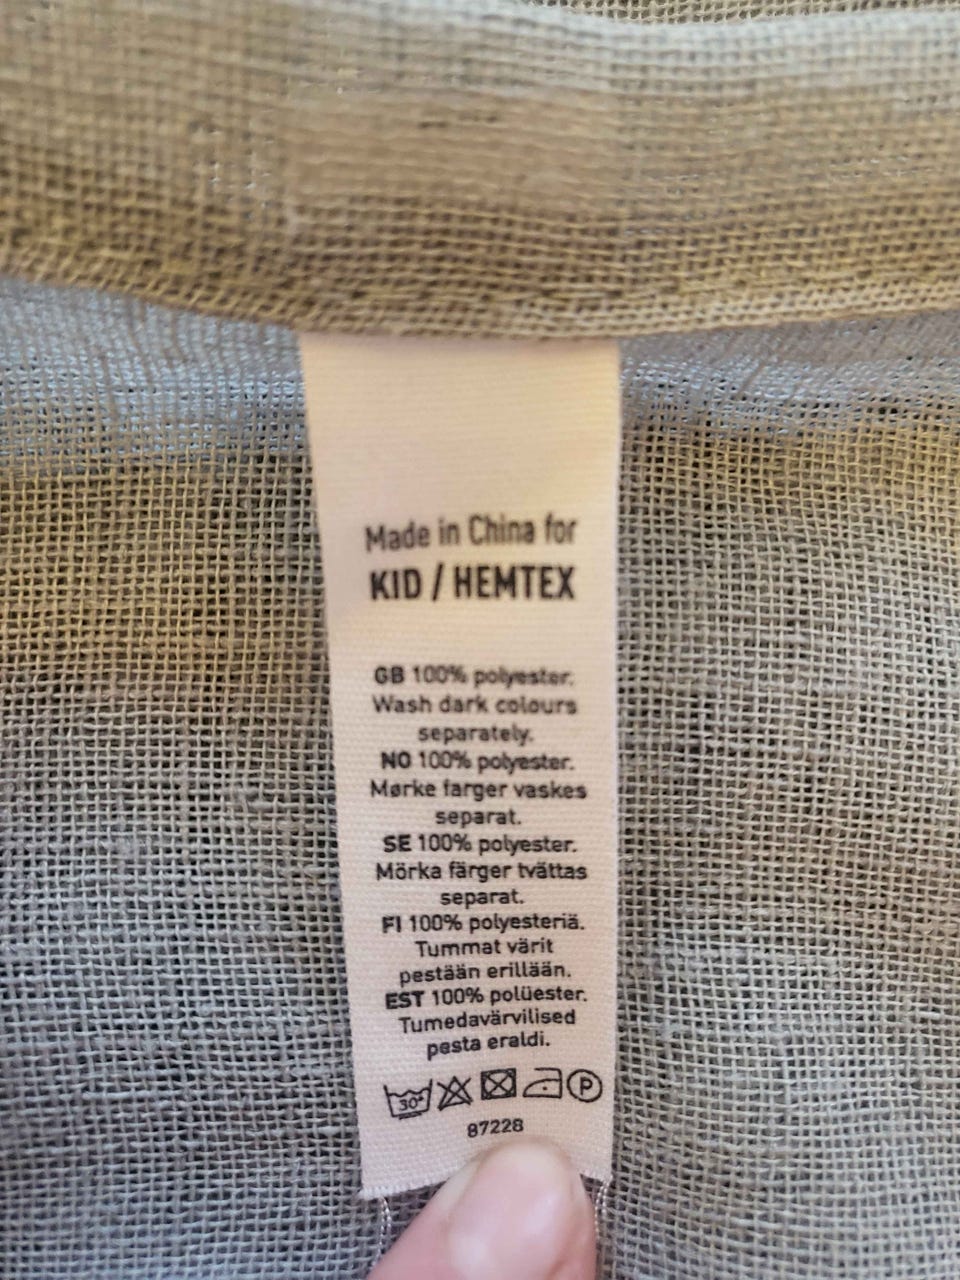 Made in China for
KID / HEMTEX
GB 100% polyester.
Wash dark colours
separately.
NO 100% polyester.
Mørke farger vaskes
separat.
SE 100% polyester.
Mörka färger tvättas
separat.
FI 100% polyesteriä.
Tummat värit
pestään erillään.
EST 100% polüester.
Tumedavärvilised
pesta eraldi.
30° P
87228